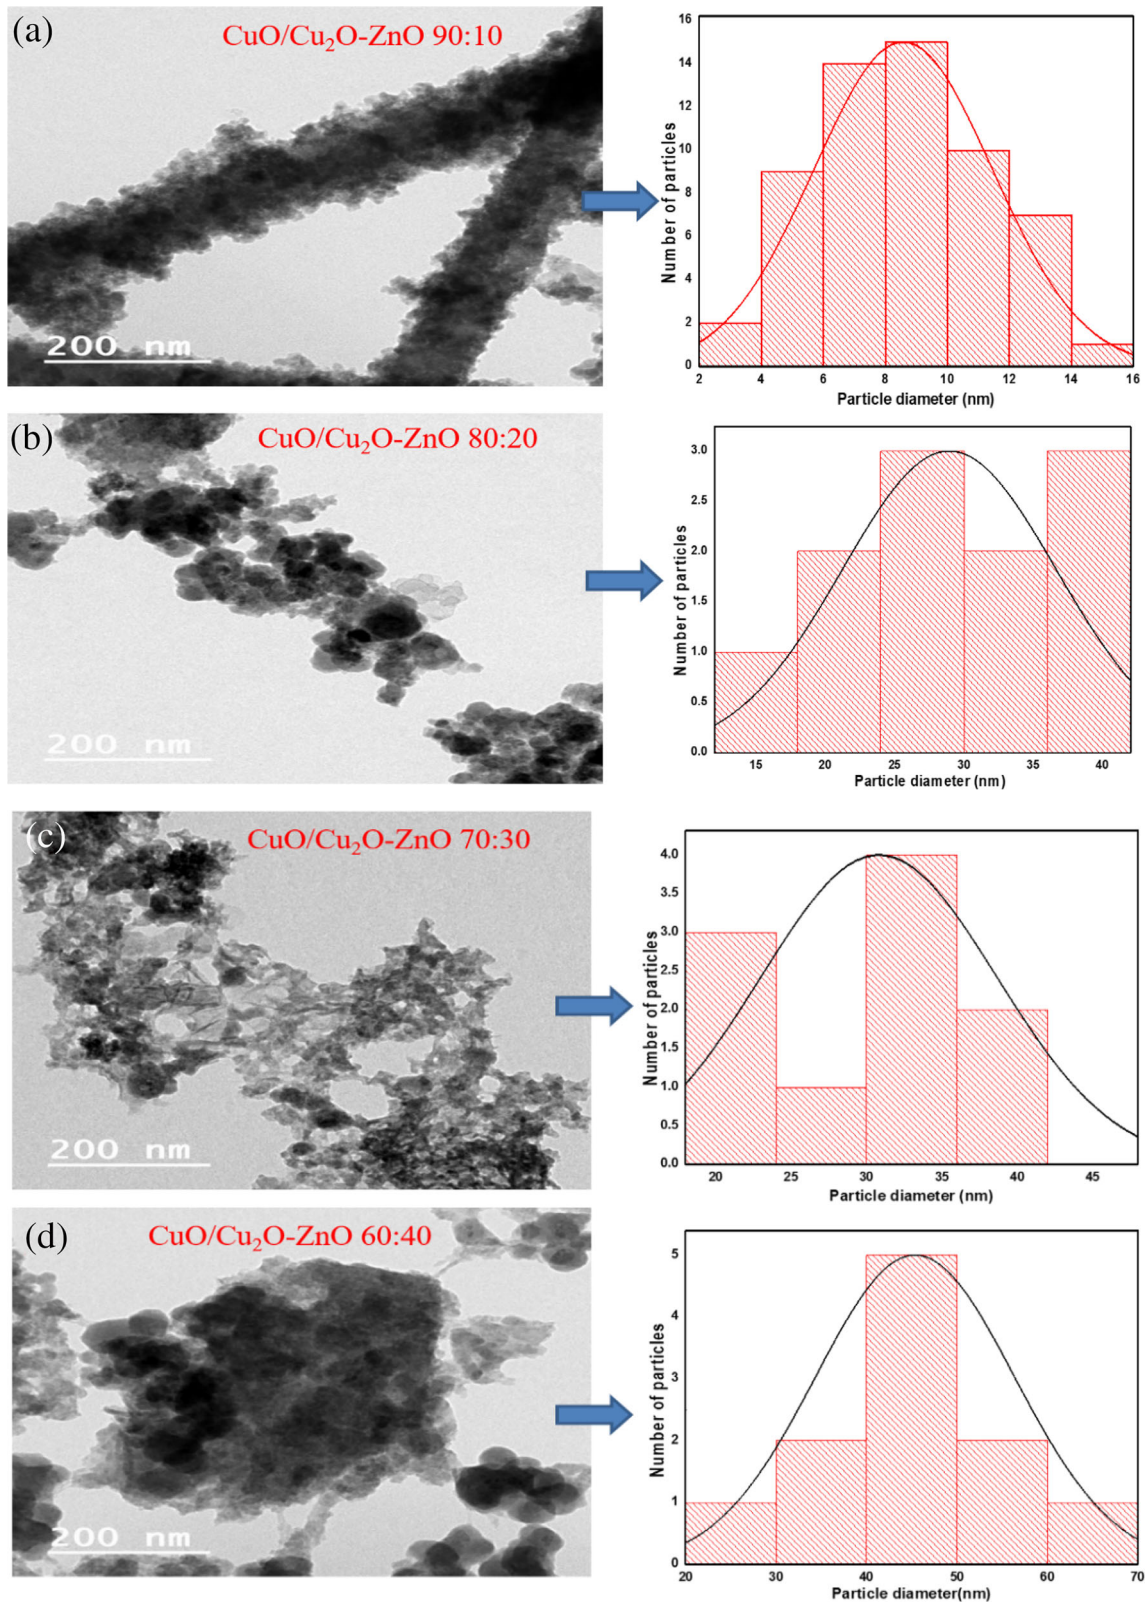 (a)
CuO/Cu₂O-ZnO 90:10
200 nm
Number of particles
16
14
12
10
8
6
4
2
0
2 4 6 8 10 12 14 16
Particle diameter (nm)
(b)
CuO/Cu₂O-ZnO 80:20
200 nm
Number of particles
3.0
2.5
2.0
1.5
1.0
0.5
0.0
15 20 25 30 35 40
Particle diameter (nm)
(c)
CuO/Cu₂O-ZnO 70:30
200 nm
Number of particles
4.0
3.5
3.0
2.5
2.0
1.5
1.0
0.5
0.0
20 25 30 35 40 45
Particle diameter (nm)
(d)
CuO/Cu₂O-ZnO 60:40
200 nm
Number of particles
5
4
3
2
1
0
20 30 40 50 60 70
Particle diameter(nm)